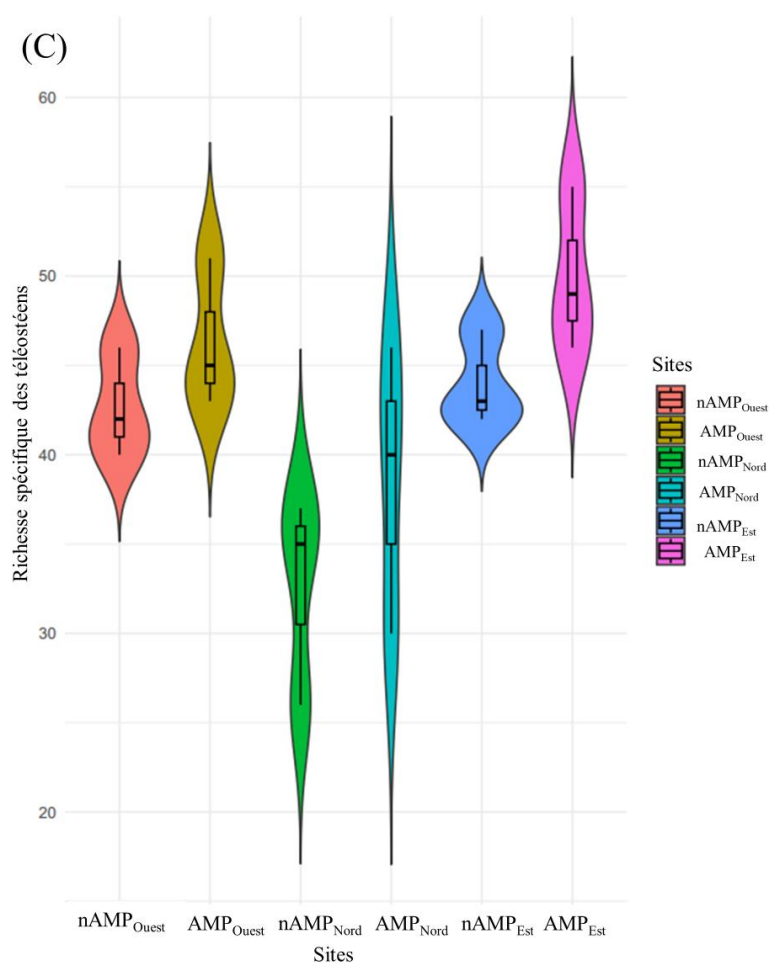 (C)
Richesse spécifique des téléostéens
60
50
40
30
20
nAMPOuest AMPOuest nAMPNord AMPNord nAMPEst AMPEst
Sites
Sites
nAMPOuest
AMPOuest
nAMPNord
AMPNord
nAMPEst
AMPEst